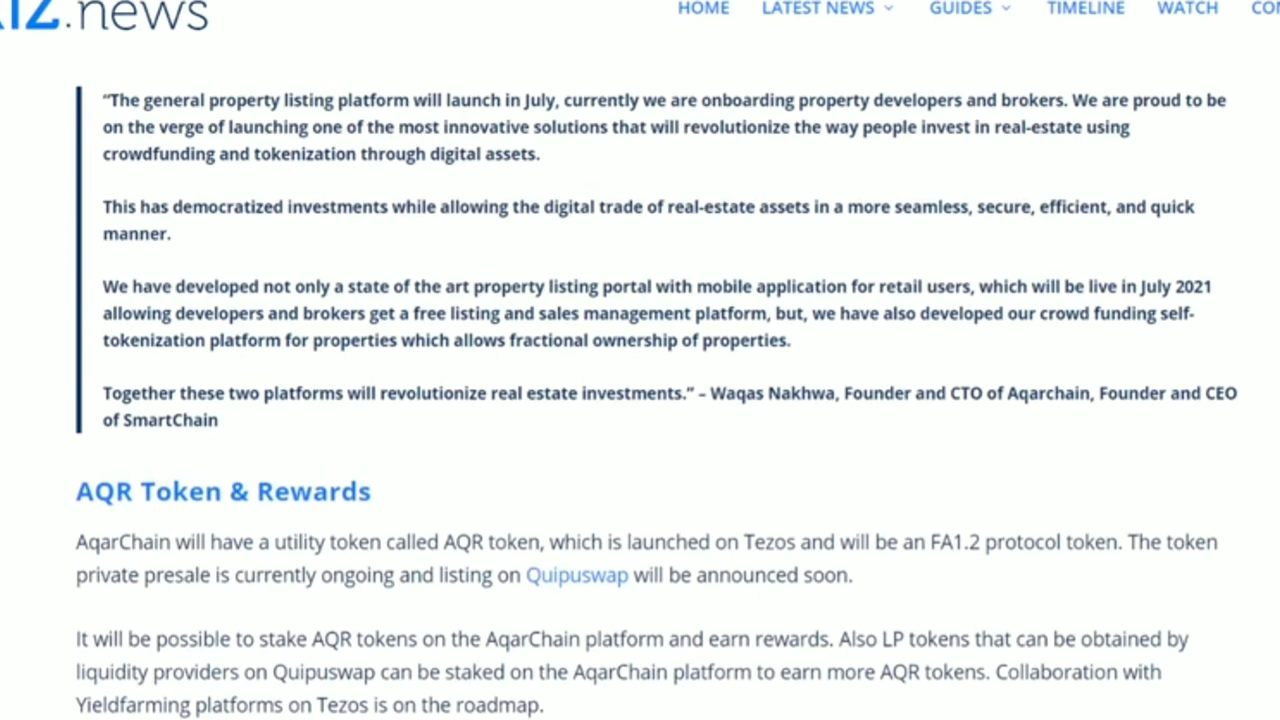 .news
HOME LATEST NEWS GUIDES TIMELINE WATCH
“The general property listing platform will launch in July, currently we are onboarding property developers and brokers. We are proud to be
on the verge of launching one of the most innovative solutions that will revolutionize the way people invest in real-estate using
crowdfunding and tokenization through digital assets.
This has democratized investments while allowing the digital trade of real-estate assets in a more seamless, secure, efficient, and quick
manner.
We have developed not only a state of the art property listing portal with mobile application for retail users, which will be live in July 2021
allowing developers and brokers get a free listing and sales management platform, but, we have also developed our crowd funding self-
tokenization platform for properties which allows fractional ownership of properties.
Together these two platforms will revolutionize real estate investments.” – Waqas Nakhwa, Founder and CTO of Aqarchain, Founder and CEO
of SmartChain
AQR Token & Rewards
AqarChain will have a utility token called AQR token, which is launched on Tezos and will be an FA1.2 protocol token. The token
private presale is currently ongoing and listing on Quipuswap will be announced soon.
It will be possible to stake AQR tokens on the AqarChain platform and earn rewards. Also LP tokens that can be obtained by
liquidity providers on Quipuswap can be staked on the AqarChain platform to earn more AQR tokens. Collaboration with
Yieldfarming platforms on Tezos is on the roadmap.